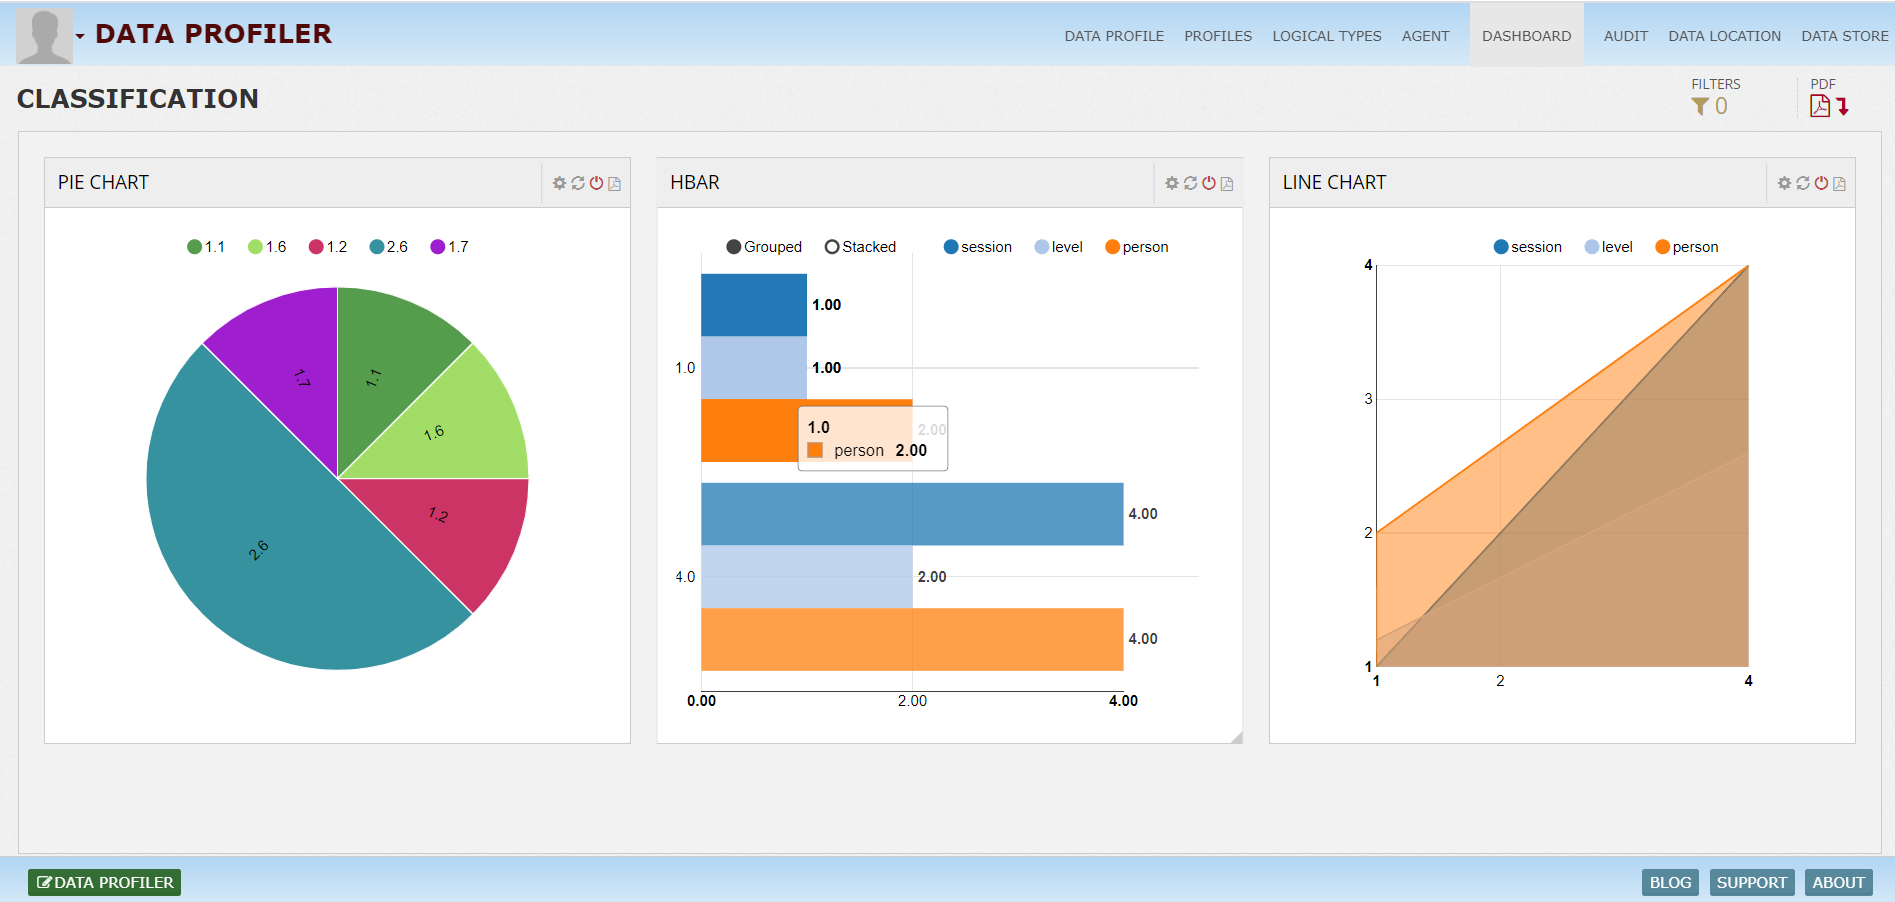 DATA PROFILER
DATA PROFILE PROFILES LOGICAL TYPES AGENT DASHBOARD AUDIT DATA LOCATION DATA STORE
CLASSIFICATION
FILTERS
0
PDF
PIE CHART
1.1 1.6 1.2 2.6 1.7
1.7
1.1
1.6
1.2
2.6
HBAR
Grouped Stacked session level person
1.00
1.0
1.00
2.00
1.0
person 2.00
4.00
4.0
2.00
4.00
0.00 2.00 4.00
LINE CHART
session level person
4
3
2
1
1 2 4
DATA PROFILER
BLOG SUPPORT ABOUT